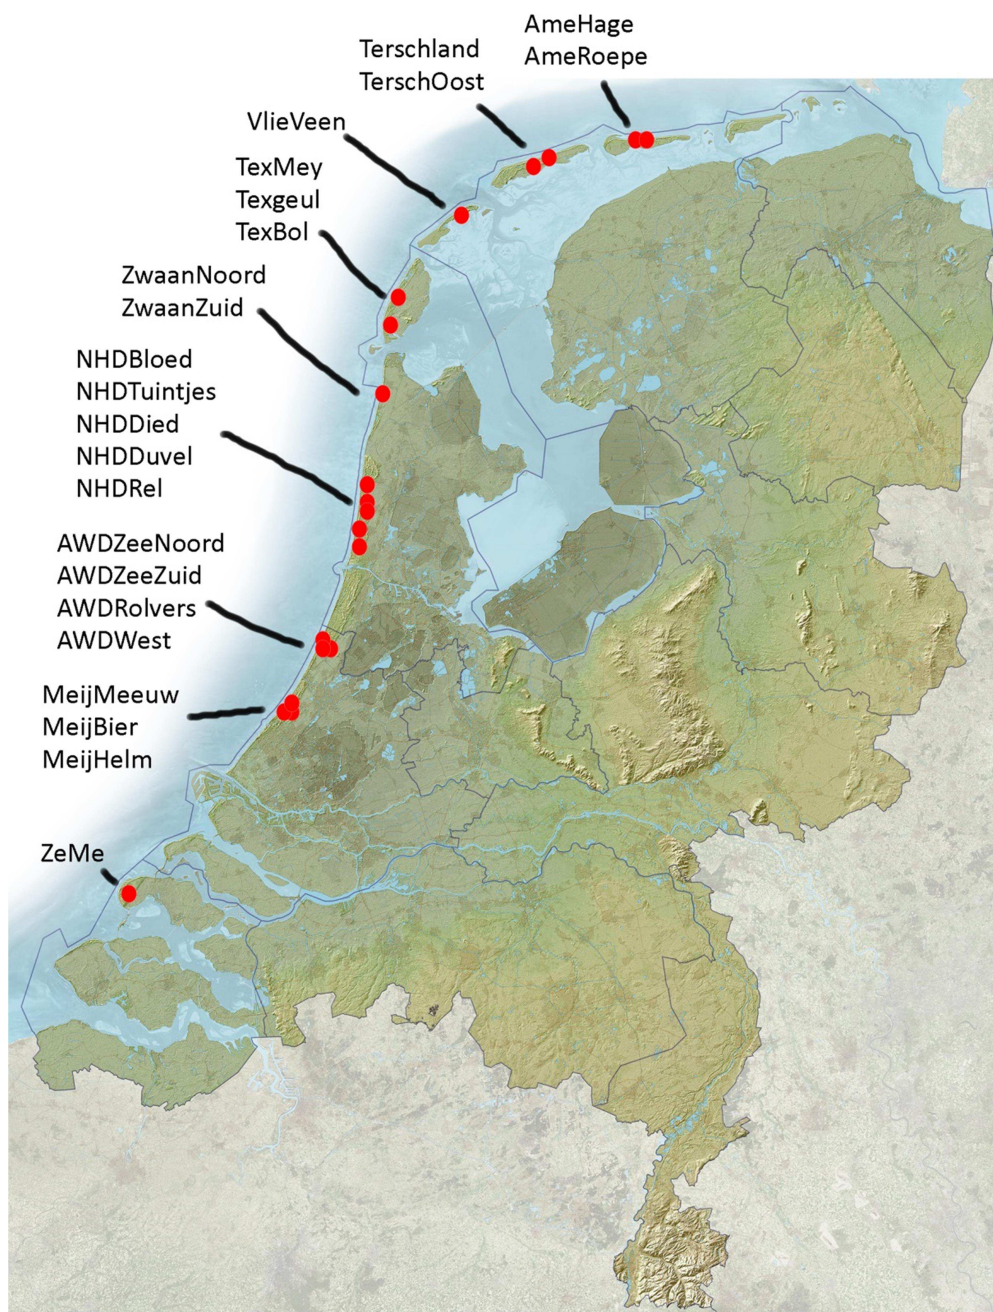 AmeHage
AmeRoepe
Terschland
TerschOost
VlieVeen
TexMey
Texgeul
TexBol
ZwaanNoord
ZwaanZuid
NHDBloed
NHDTuintjes
NHDDied
NHDDuvel
NHDRel
AWDZeeNoord
AWDZeeZuid
AWDRolvers
AWDWest
MeijMeeuw
MeijBier
MeijHelm
ZeMe